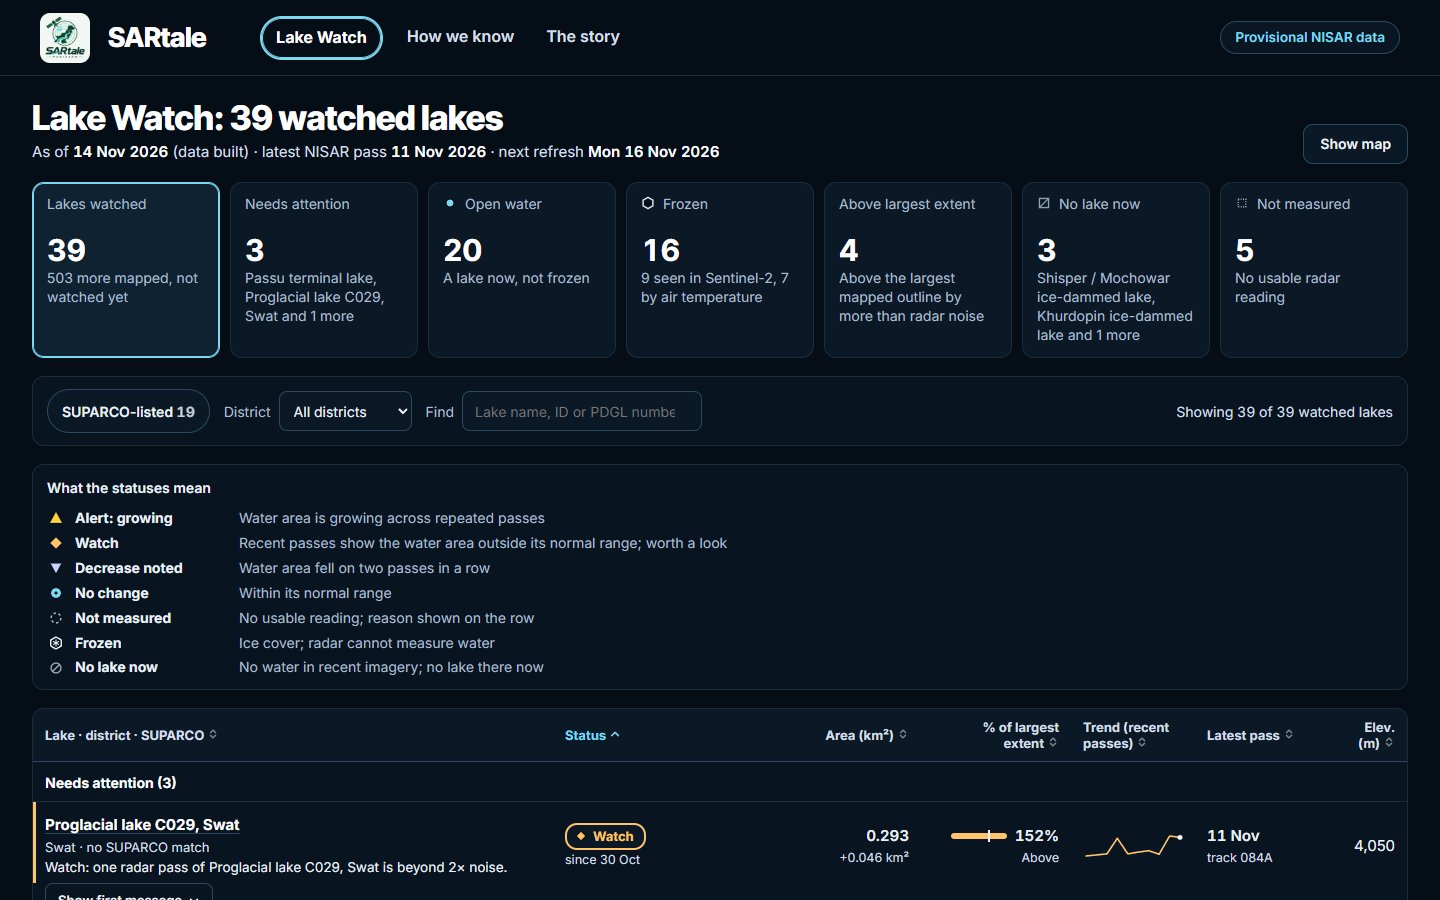 SARtale
SARtale
Lake Watch
How we know
The story
Provisional NISAR data
Lake Watch: 39 watched lakes
As of 14 Nov 2026 (data built) · latest NISAR pass 11 Nov 2026 · next refresh Mon 16 Nov 2026
Show map
Lakes watched
39
503 more mapped, not
watched yet
Needs attention
3
Passu terminal lake,
Proglacial lake C029,
Swat and 1 more
Open water
20
A lake now, not frozen
Frozen
16
9 seen in Sentinel-2, 7
by air temperature
Above largest extent
4
Above the largest
mapped outline by
more than radar noise
No lake now
3
Shisper / Mochowar
ice-dammed lake,
Khurdopin ice-dammed
lake and 1 more
Not measured
5
No usable radar
reading
SUPARCO-listed 19
District
All districts
Find
Lake name, ID or PDGL numbe
Showing 39 of 39 watched lakes
What the statuses mean
Alert: growing Water area is growing across repeated passes
Watch Recent passes show the water area outside its normal range; worth a look
Decrease noted Water area fell on two passes in a row
No change Within its normal range
Not measured No usable reading; reason shown on the row
Frozen Ice cover; radar cannot measure water
No lake now No water in recent imagery; no lake there now
Lake · district · SUPARCO
Status
Area (km²)
% of largest
extent
Trend (recent
passes)
Latest pass
Elev.
(m)
Needs attention (3)
Proglacial lake C029, Swat
Swat · no SUPARCO match
Watch: one radar pass of Proglacial lake C029, Swat is beyond 2× noise.
Show first message
Watch
since 30 Oct
0.293
+0.046 km²
152%
Above
11 Nov
track 084A
4,050